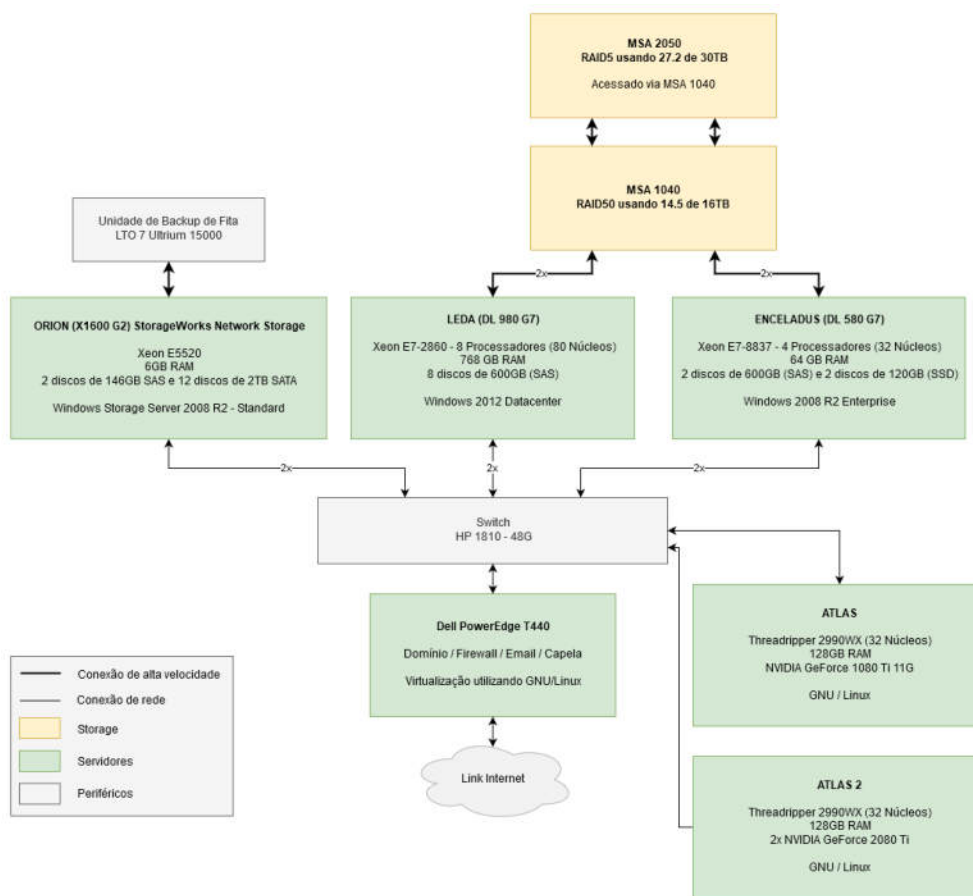 MSA 2050
RAID5 usando 27.2 de 30TB
Acessado via MSA 1040
MSA 1040
RAID50 usando 14.5 de 16TB
Unidade de Backup de Fita
LTO 7 Ultrium 15000
2x
2x
ORION (X1600 G2) StorageWorks Network Storage
Xeon E5520
6GB RAM
2 discos de 146GB SAS e 12 discos de 2TB SATA
Windows Storage Server 2008 R2 - Standard
LEDA (DL 980 G7)
Xeon E7-2860 - 8 Processadores (80 Núcleos)
768 GB RAM
8 discos de 600GB (SAS)
Windows 2012 Datacenter
ENCELADUS (DL 580 G7)
Xeon E7-8837 - 4 Processadores (32 Núcleos)
64 GB RAM
2 discos de 600GB (SAS) e 2 discos de 120GB (SSD)
Windows 2008 R2 Enterprise
2x
2x
2x
Switch
HP 1810 - 48G
Dell PowerEdge T440
Domínio / Firewall / Email / Capela
Virtualização utilizando GNU/Linux
Link Internet
ATLAS
Threadripper 2990WX (32 Núcleos)
128GB RAM
NVIDIA GeForce 1080 Ti 11G
GNU / Linux
ATLAS 2
Threadripper 2990WX (32 Núcleos)
128GB RAM
2x NVIDIA GeForce 2080 Ti
GNU / Linux
Conexão de alta velocidade
Conexão de rede
Storage
Servidores
Periféricos